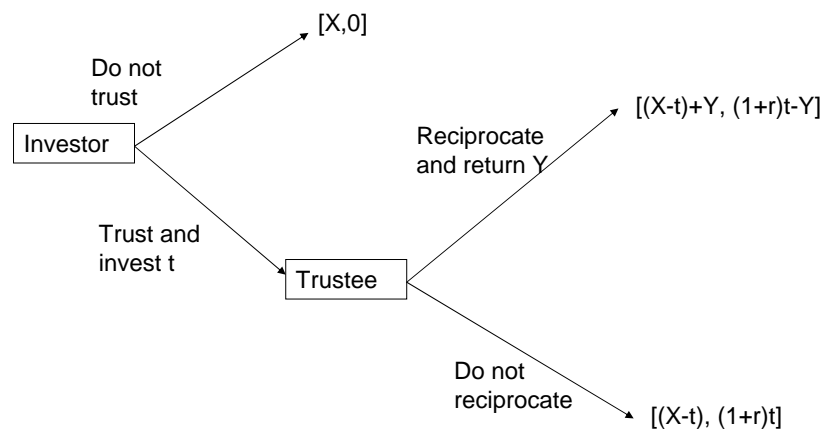 [X,0]
Do not
trust
Investor
[(X-t)+Y, (1+r)t-Y]
Reciprocate
and return Y
Trust and
invest t
Trustee
Do not
reciprocate
[(X-t), (1+r)t]